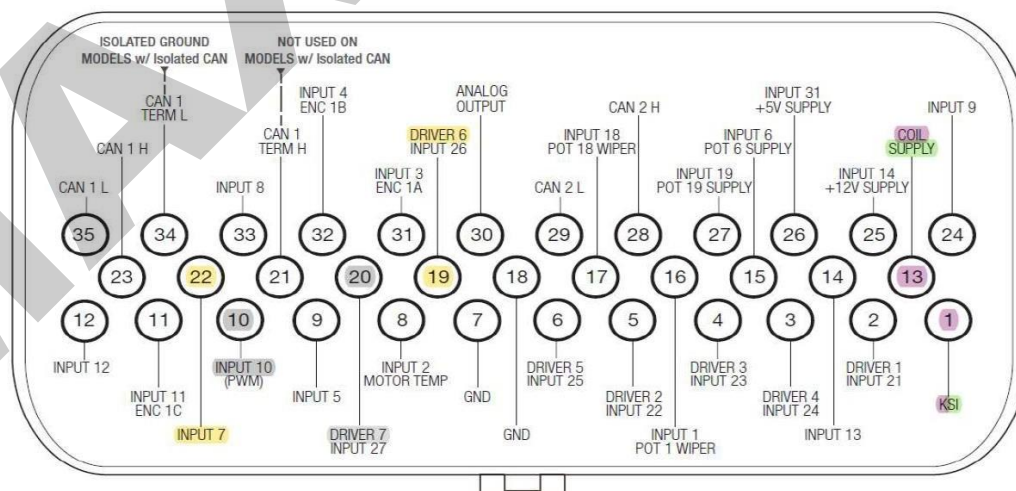 ISOLATED GROUND
MODELS w/ Isolated CAN
NOT USED ON
MODELS w/ Isolated CAN
CAN 1
TERM L
CAN 1 H
CAN 1 L
INPUT 8
CAN 1
TERM H
INPUT 4
ENC 1B
DRIVER 6
INPUT 26
INPUT 3
ENC 1A
ANALOG
OUTPUT
CAN 2 L
INPUT 18
POT 18 WIPER
CAN 2 H
INPUT 19
POT 19 SUPPLY
INPUT 6
POT 6 SUPPLY
INPUT 31
+5V SUPPLY
INPUT 14
+12V SUPPLY
COIL
SUPPLY
INPUT 9
35 34 33 32 31 30 29 28 27 26 25 24
23 22 21 20 19 18 17 16 15 14 13
12 11 10 9 8 7 6 5 4 3 2 1
INPUT 12
INPUT 11
ENC 1C
INPUT 7
INPUT 10
(PWM)
INPUT 5
DRIVER 7
INPUT 27
INPUT 2
MOTOR TEMP
GND
GND
DRIVER 5
INPUT 25
DRIVER 2
INPUT 22
INPUT 1
POT 1 WIPER
DRIVER 3
INPUT 23
DRIVER 4
INPUT 24
INPUT 13
DRIVER 1
INPUT 21
KSI